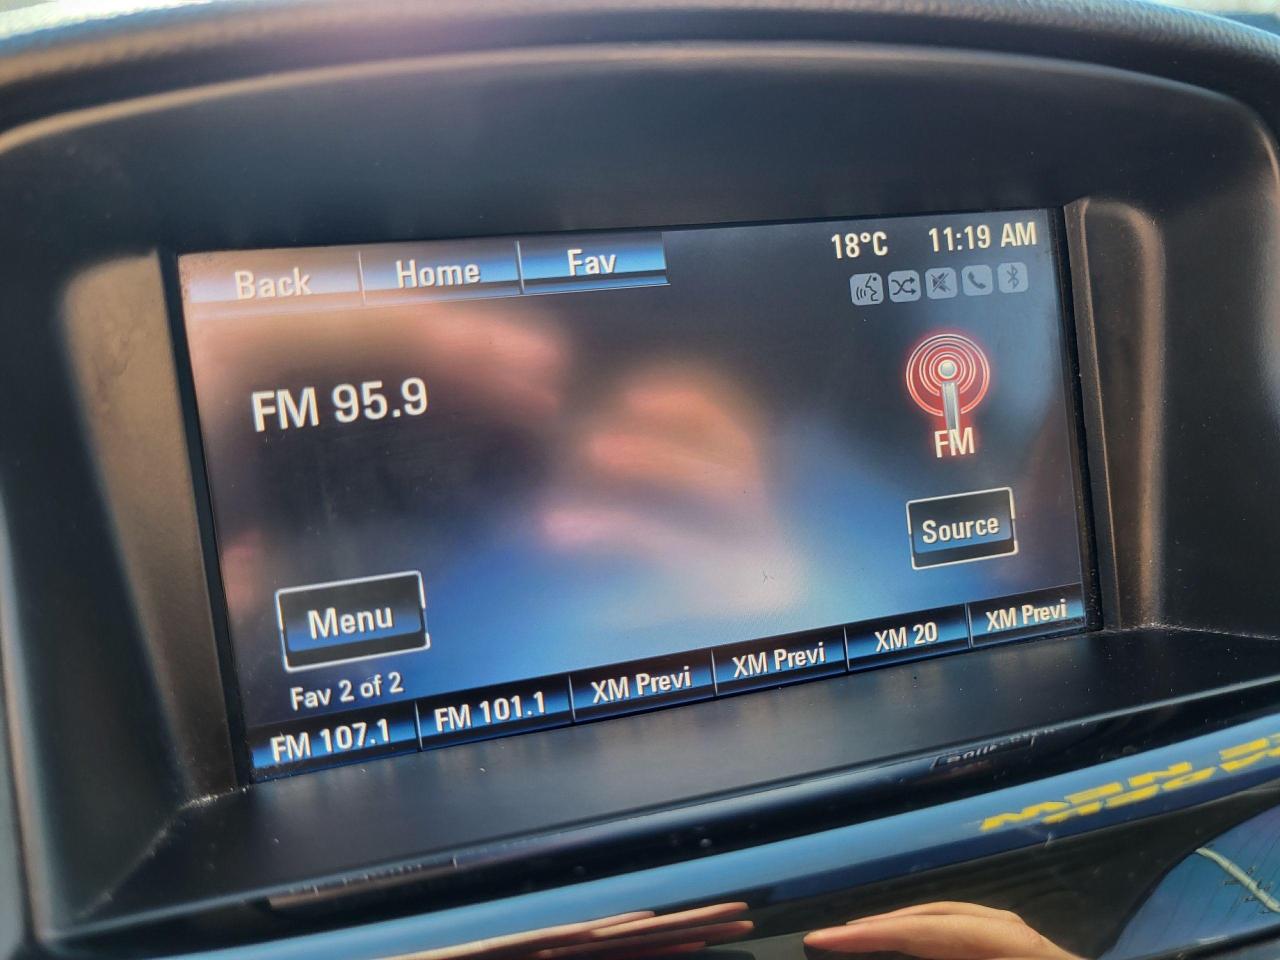 Back Home Fav
18°C 11:19 AM
FM 95.9
FM
Source
Menu
Fav 2 of 2
FM 107.1 FM 101.1 XM Previ XM Previ XM 20 XM Previ